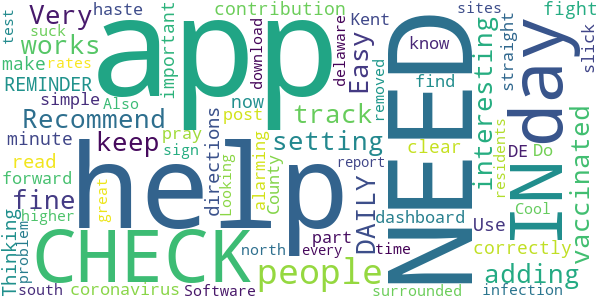 haste
contribution
sites
fight
test
Very
suck
works
make
rates
REMINDER
simple
Also
app
important
download
delaware
Easy
Kent
know
removed
find
interesting
straight
slick
NEED
IN
day
Recommend
now
post
track
minute
keep
pray
sign
setting
clear
vaccinated
read
forward
fine
directions
Looking
alarming
County
report
residents
DE
Do
higher
great
help
part
DAILY
dashboard
Use
Cool
Thinking
problem
CHECK
north
every
time
correctly
people
adding
south
coronavirus
Software
surrounded
infection